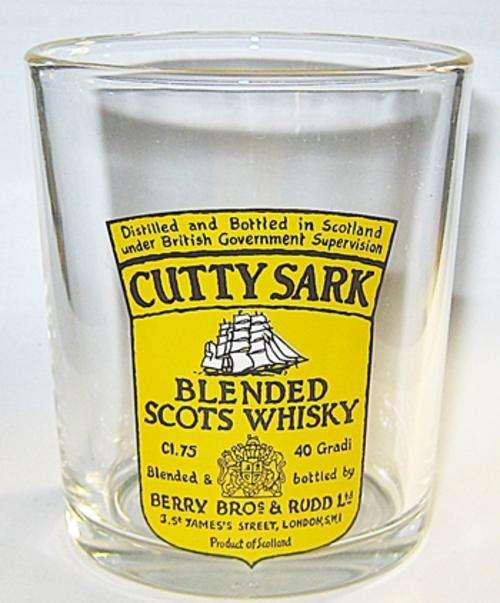 Distilled and Bottled in Scotland
under British Government Supervision
CUTTY SARK
BLENDED
SCOTS WHISKY
Cl.75 40 Gradi
Blended & bottled by
BERRY BROS & RUDD Ltd
3, St JAMES'S STREET, LONDON, S.W.1
Product of Scotland